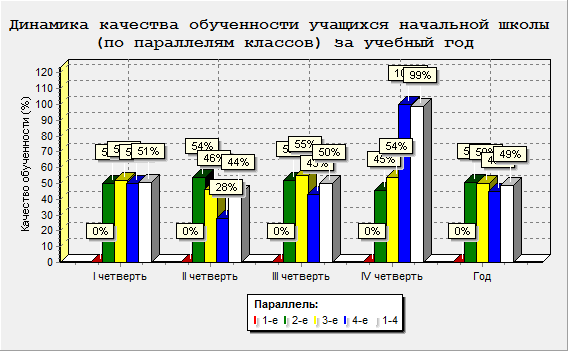 Динамика качества обученности учащихся начальной школы
(по параллелям классов) за учебный год
Качество обученности (%)
120
110
100
90
80
70
60
50
40
30
20
10
0
0% 51%
0% 54% 46% 28% 44%
0% 55% 50%
45% 54% 99%
0% 49%
I четверть II четверть III четверть IV четверть Год
Параллель:
1-е 2-е 3-е 4-е 1-4